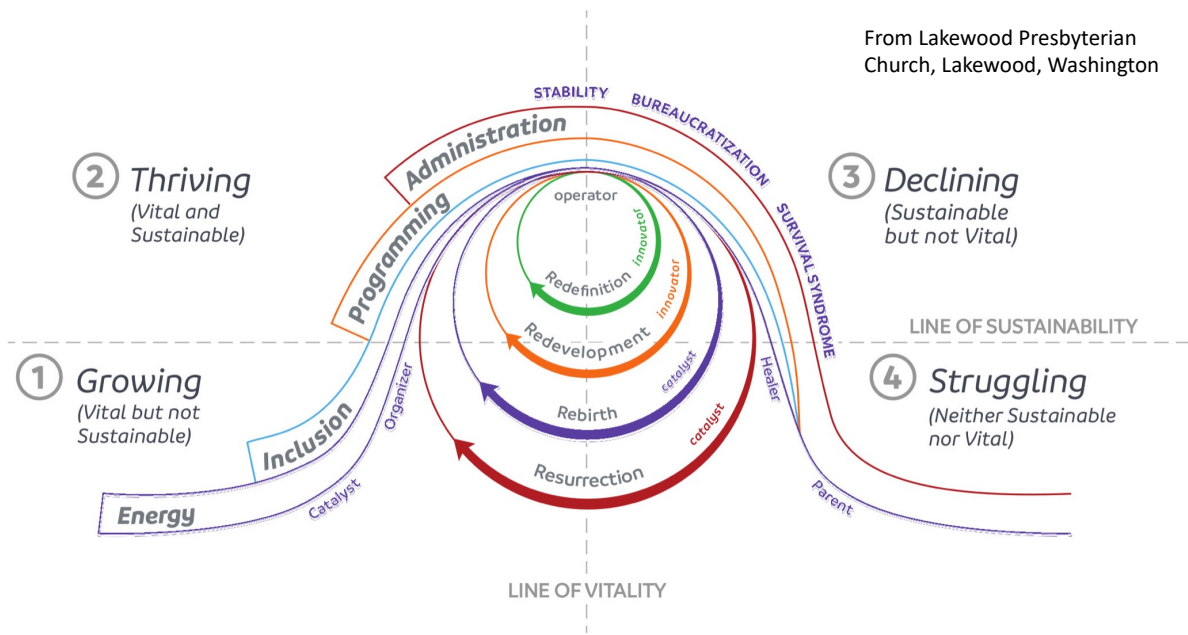 From Lakewood Presbyterian
Church, Lakewood, Washington
STABILITY
BUREAUCRATIZATION
SURVIVAL SYNDROME
Administration
Programming
Inclusion
Energy
2 Thriving
(Vital and
Sustainable)
3 Declining
(Sustainable
but not Vital)
operator
innovator
Redefinition
innovator
Redevelopment
catalyst
Rebirth
catalyst
Resurrection
LINE OF SUSTAINABILITY
1 Growing
(Vital but not
Sustainable)
Organizer
Catalyst
Healer
Parent
4 Struggling
(Neither Sustainable
nor Vital)
LINE OF VITALITY